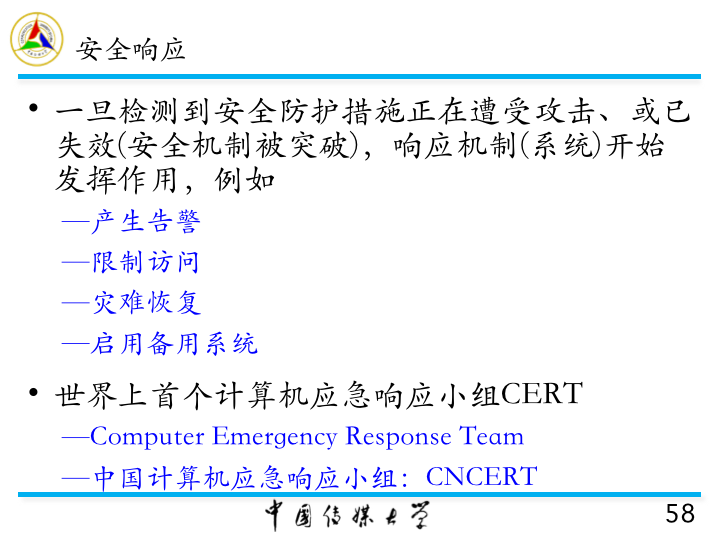 安全响应
• 一旦检测到安全防护措施正在遭受攻击、或已
失效(安全机制被突破)，响应机制(系统)开始
发挥作用，例如
—产生告警
—限制访问
—灾难恢复
—启用备用系统
• 世界上首个计算机应急响应小组CERT
—Computer Emergency Response Team
—中国计算机应急响应小组：CNCERT
中国传媒大学
58